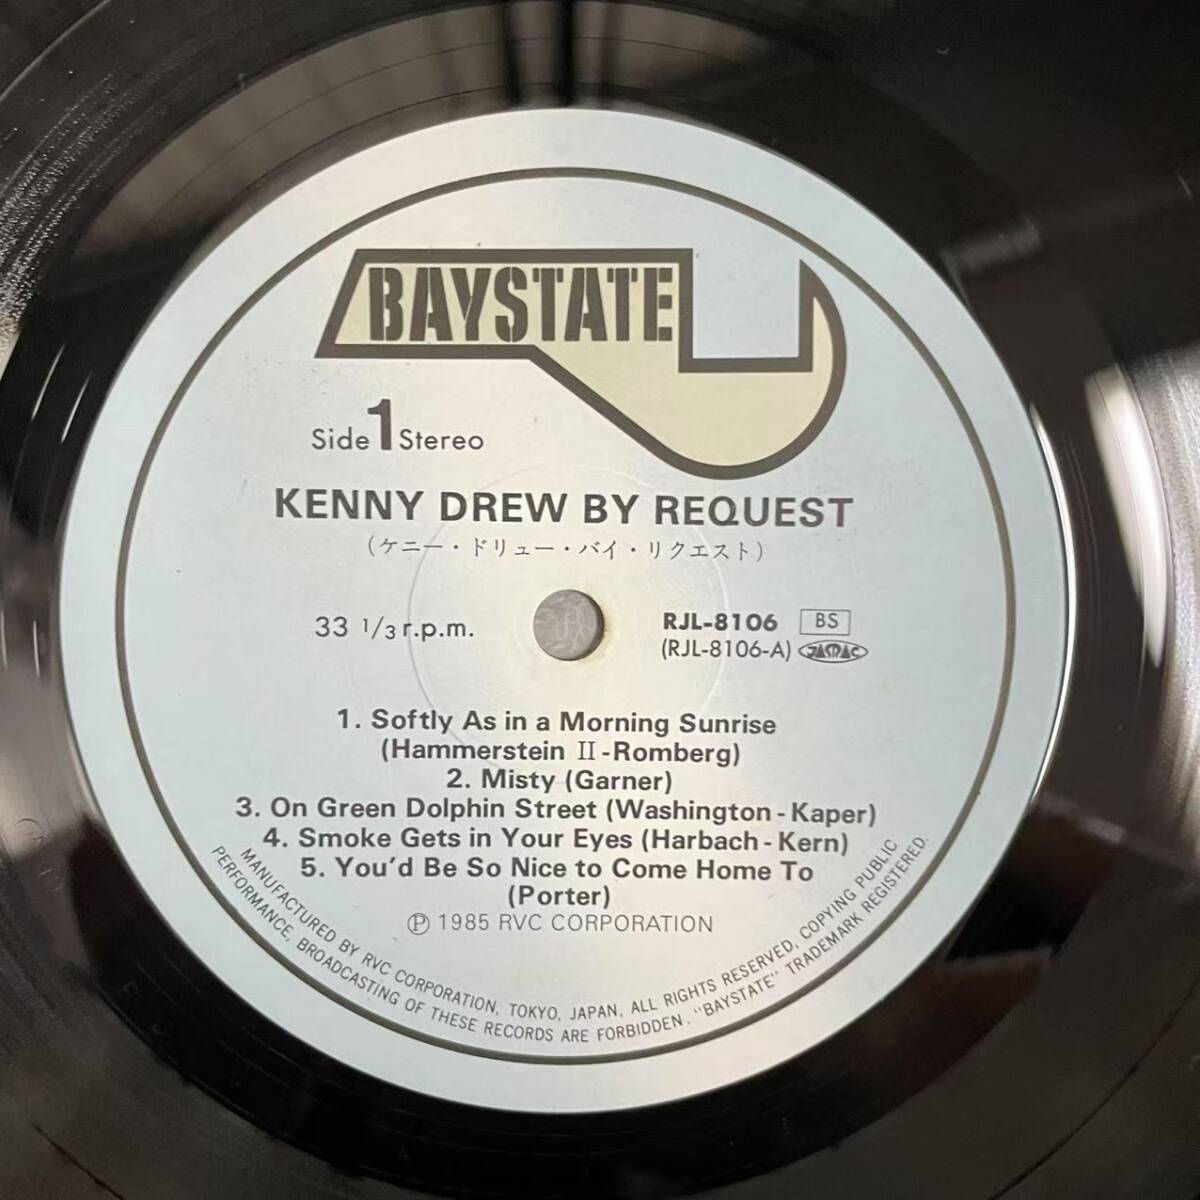 BAYSTATE
Side 1 Stereo
KENNY DREW BY REQUEST
(ケニー・ドリュー・バイ・リクエスト)
33 1/3 r.p.m.
RJL-8106 BS
(RJL-8106-A) JASRAC
1. Softly As in a Morning Sunrise
(Hammerstein II-Romberg)
2. Misty (Garner)
3. On Green Dolphin Street (Washington-Kaper)
4. Smoke Gets in Your Eyes (Harbach-Kern)
5. You'd Be So Nice to Come Home To
(Porter)
Ⓟ 1985 RVC CORPORATION
MANUFACTURED BY RVC CORPORATION, TOKYO, JAPAN, ALL RIGHTS RESERVED, COPYING PUBLIC
PERFORMANCE, BROADCASTING OF THESE RECORDS ARE FORBIDDEN. "BAYSTATE" TRADEMARK REGISTERED.